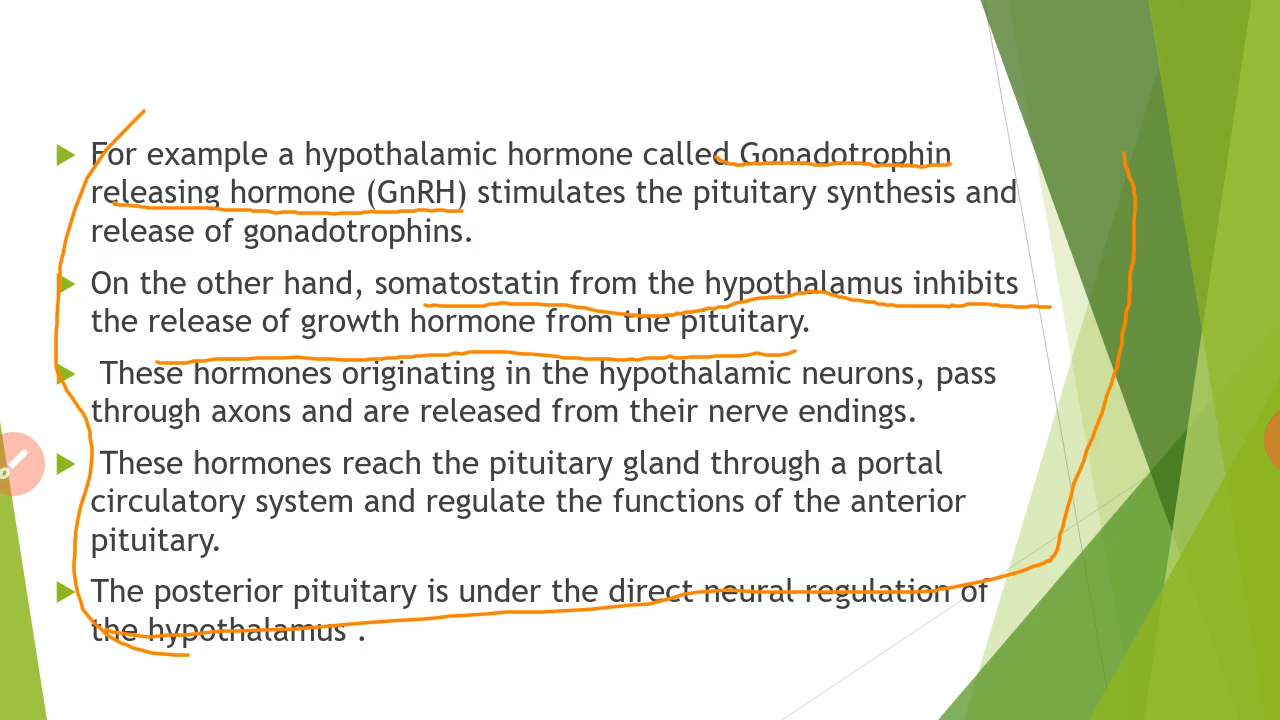 For example a hypothalamic hormone called Gonadotrophin
releasing hormone (GnRH) stimulates the pituitary synthesis and
release of gonadotrophins.
On the other hand, somatostatin from the hypothalamus inhibits
the release of growth hormone from the pituitary.
These hormones originating in the hypothalamic neurons, pass
through axons and are released from their nerve endings.
These hormones reach the pituitary gland through a portal
circulatory system and regulate the functions of the anterior
pituitary.
The posterior pituitary is under the direct neural regulation of
the hypothalamus .